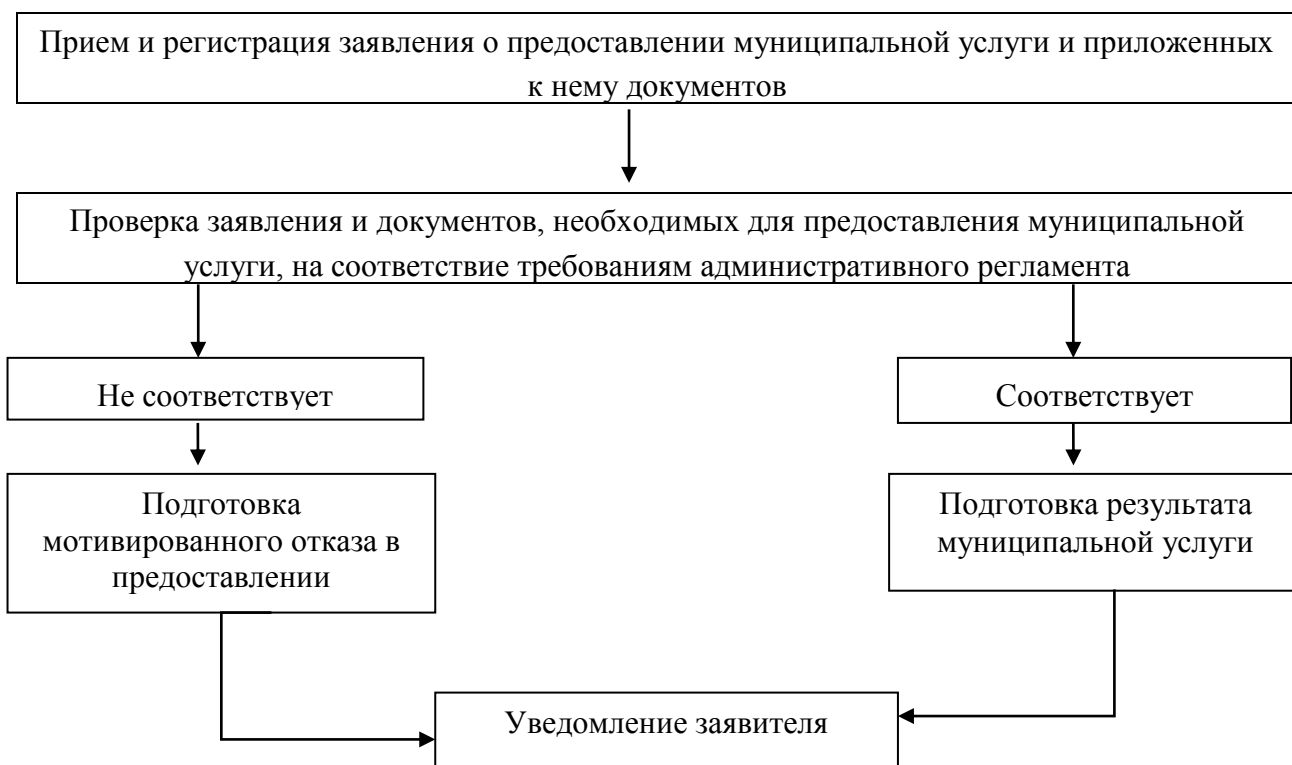 Прием и регистрация заявления о предоставлении муниципальной услуги и приложенных
к нему документов
Проверка заявления и документов, необходимых для предоставления муниципальной
услуги, на соответствие требованиям административного регламента
Не соответствует
Соответствует
Подготовка
мотивированного отказа в
предоставлении
Подготовка результата
муниципальной услуги
Уведомление заявителя